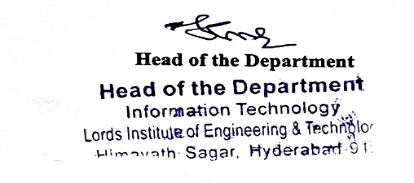 Head of the Department
Head of the Department
Information Technology
Lords Institute of Engineering & Technolo
Himayath Sagar, Hyderabad-91